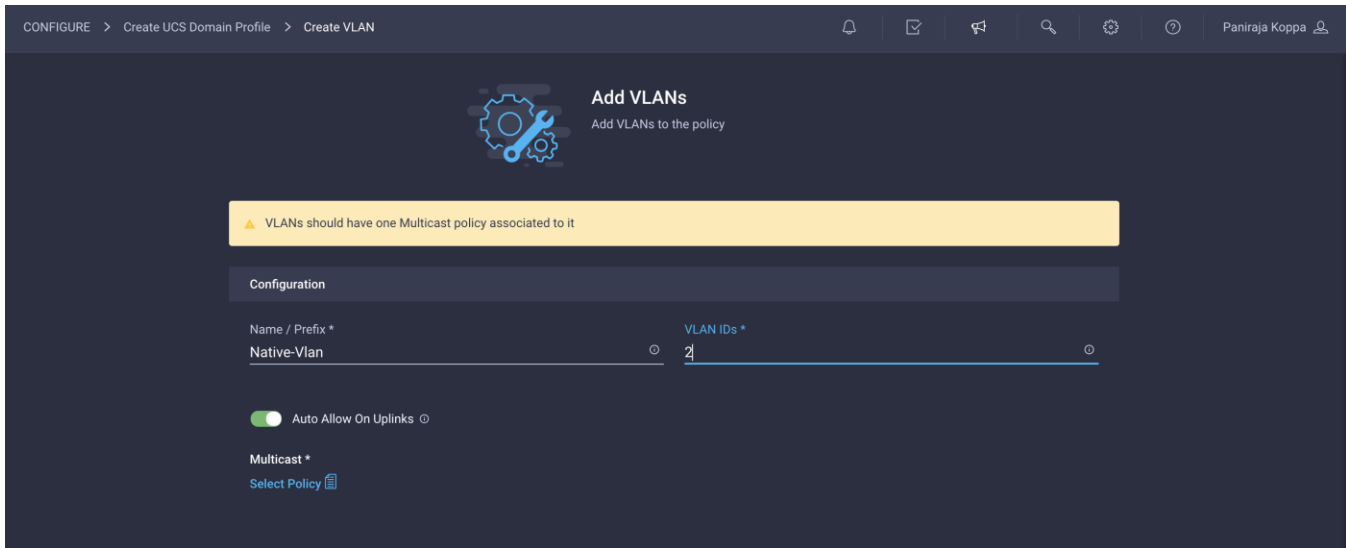 CONFIGURE > Create UCS Domain Profile > Create VLAN
Paniraja Koppa
Add VLANs
Add VLANs to the policy
VLANs should have one Multicast policy associated to it
Configuration
Name / Prefix *
VLAN IDs *
Native-Vlan
2
Auto Allow On Uplinks
Multicast *
Select Policy